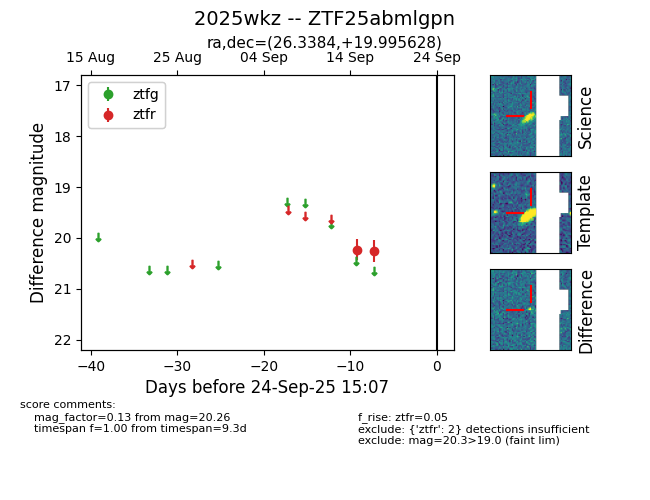 2025wkz -- ZTF25abmlgpn
ra,dec=(26.3384,+19.995628)
15 Aug 25 Aug 04 Sep 14 Sep 24 Sep
ztfg
ztfr
17
18
19
20
21
22
Difference magnitude
−40 −30 −20 −10 0
Days before 24-Sep-25 15:07
Science
Template
Difference
score comments:
mag_factor=0.13 from mag=20.26
timespan f=1.00 from timespan=9.3d
f_rise: ztfr=0.05
exclude: {'ztfr': 2} detections insufficient
exclude: mag=20.3>19.0 (faint lim)